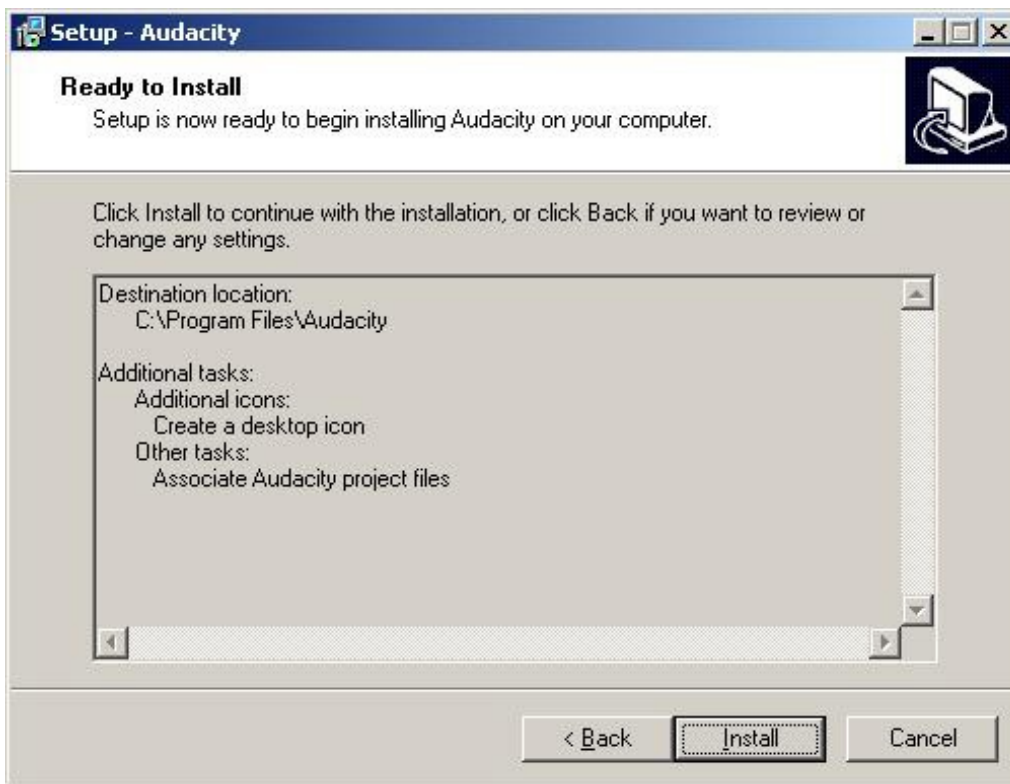 Setup - Audacity
Ready to Install
Setup is now ready to begin installing Audacity on your computer.
Click Install to continue with the installation, or click Back if you want to review or
change any settings.
Destination location:
C:\Program Files\Audacity
Additional tasks:
Additional icons:
Create a desktop icon
Other tasks:
Associate Audacity project files
< Back
Install
Cancel